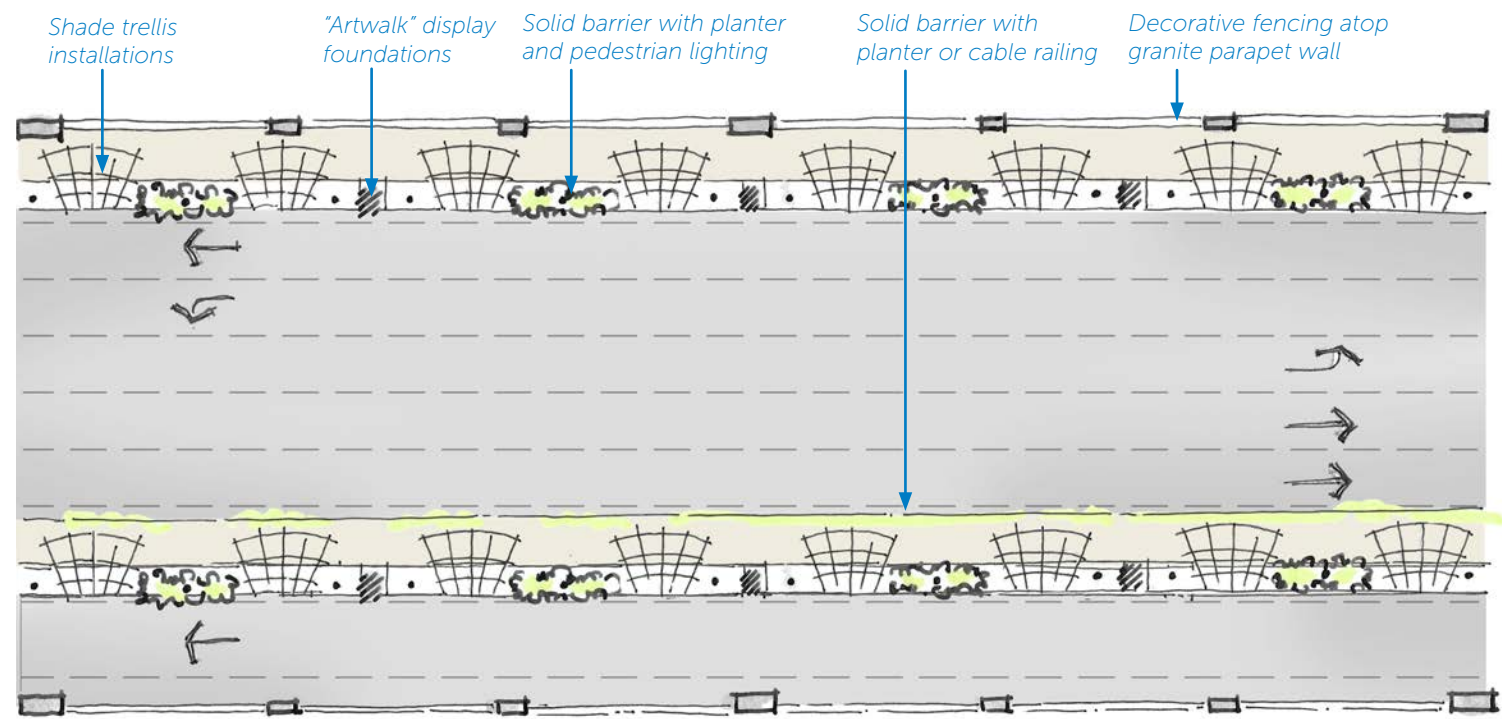 Shade trellis
installations
“Artwalk” display
foundations
Solid barrier with planter
and pedestrian lighting
Solid barrier with
planter or cable railing
Decorative fencing atop
granite parapet wall